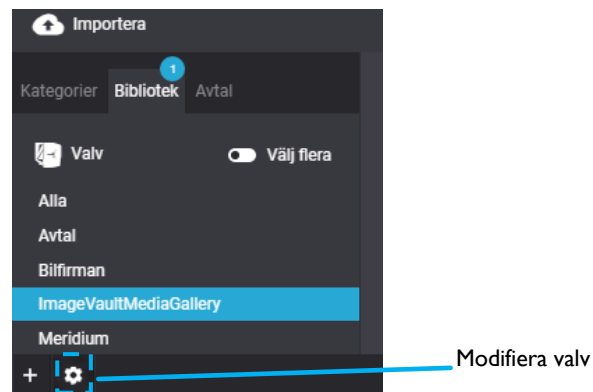 Importera
1
Kategorier Bibliotek Avtal
Valv Välj flera
Alla
Avtal
Bilfirman
ImageVaultMediaGallery
Meridium
+
Modifiera valv